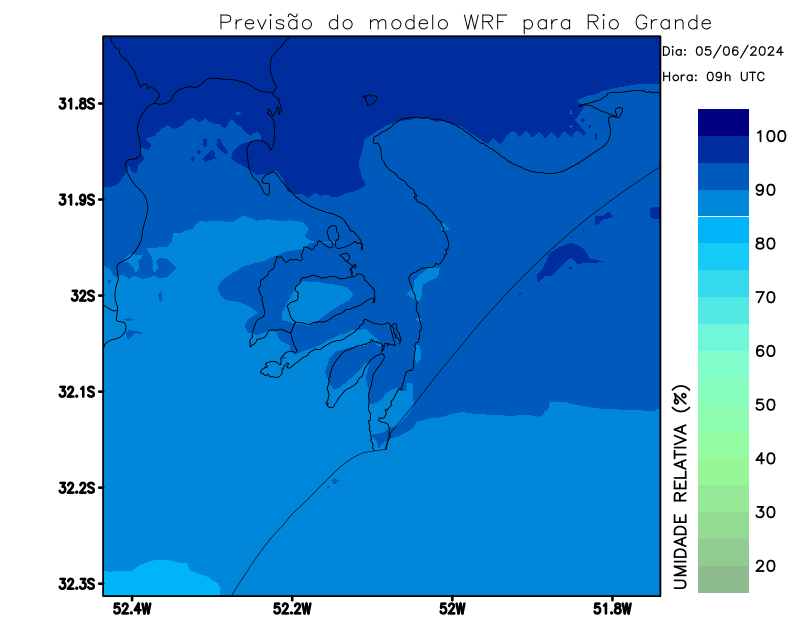 Previsão do modelo WRF para Rio Grande
Dia: 05/06/2024
Hora: 09h UTC
31.8S
31.9S
32S
32.1S
32.2S
32.3S
52.4W
52.2W
52W
51.8W
UMIDADE RELATIVA (%)
100
90
80
70
60
50
40
30
20